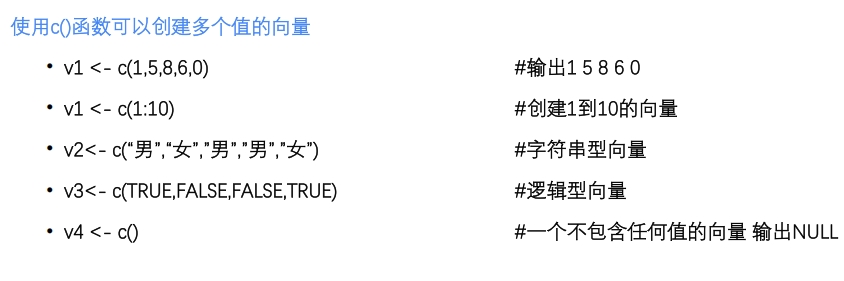 使用c()函数可以创建多个值的向量
• v1 <- c(1,5,8,6,0) #输出1 5 8 6 0
• v1 <- c(1:10) #创建1到10的向量
• v2<- c(“男”,“女”,”男”,”男”,”女”) #字符串型向量
• v3<- c(TRUE,FALSE,FALSE,TRUE) #逻辑型向量
• v4 <- c() #一个不包含任何值的向量 输出NULL